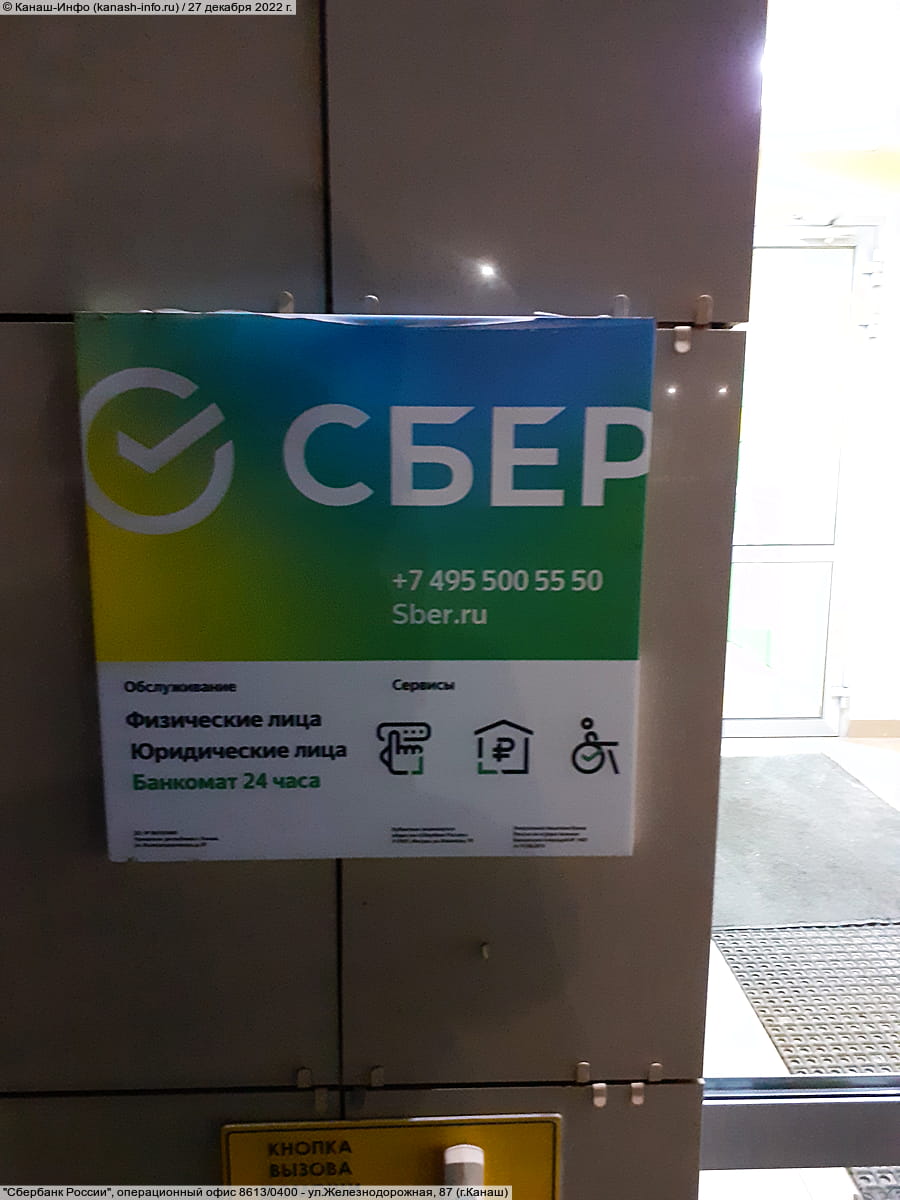 © Канаш-Инфо (kanash-info.ru) / 27 декабря 2022 г.
СБЕР
+7 495 500 55 50
Sber.ru
Обслуживание
Физические лица
Юридические лица
Банкомат 24 часа
Сервисы
КНОПКА
ВЫЗОВА
"Сбербанк России", операционный офис 8613/0400 - ул.Железнодорожная, 87 (г.Канаш)